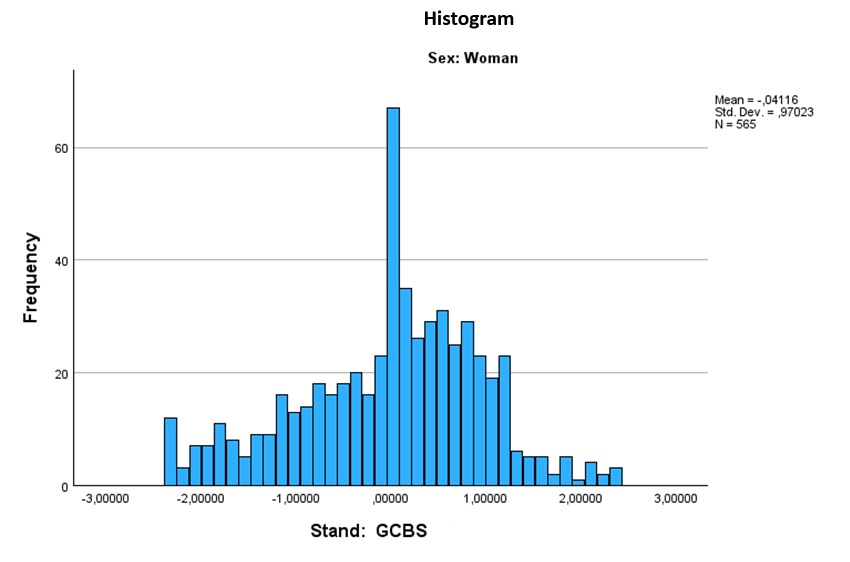 Histogram
Sex: Woman
Mean = -,04116
Std. Dev. = ,97023
N = 565
60
40
20
0
Frequency
-3,00000 -2,00000 -1,00000 ,00000 1,00000 2,00000 3,00000
Stand: GCBS